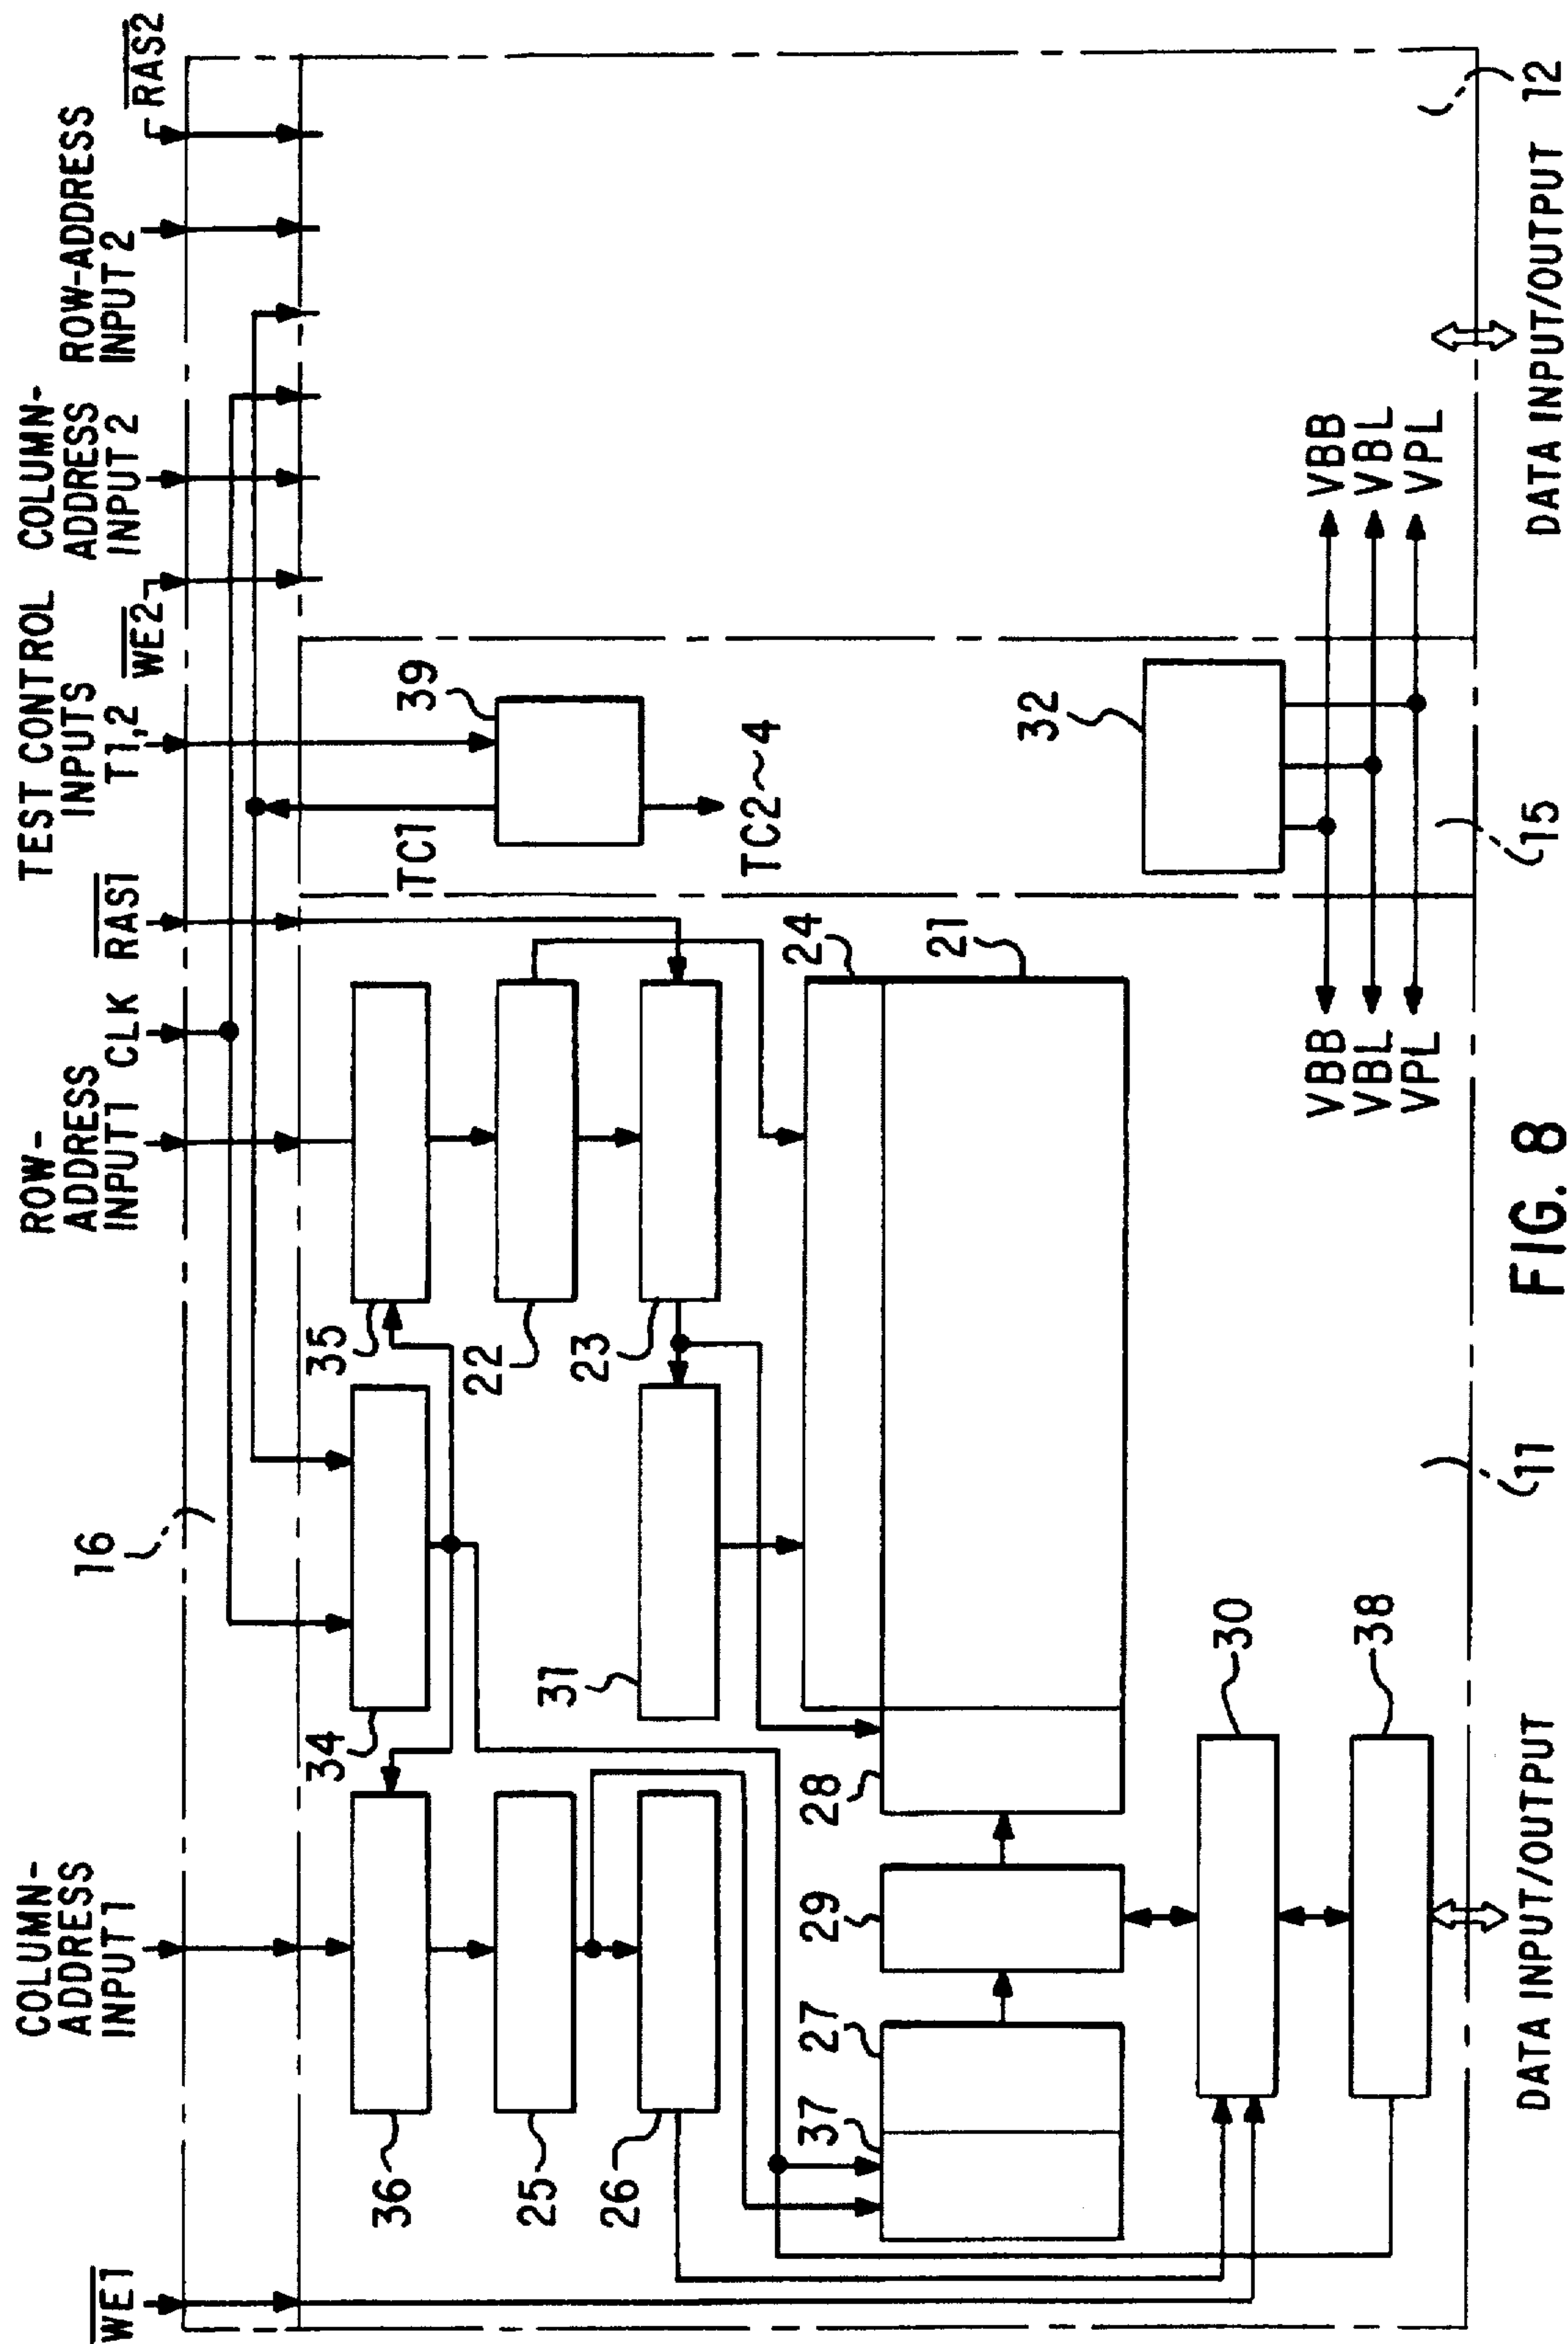 WE1
COLUMN-
ADDRESS
INPUT1
16
ROW-
ADDRESS
INPUT1
CLK
RAS1
TEST CONTROL
INPUTS
T1,2
WE2
COLUMN-
ADDRESS
INPUT 2
ROW-ADDRESS
INPUT 2
RAS2
36
34
35
25
22
26
31
23
TC1
39
TC2~4
24
21
37
27
29
28
30
38
32
VBB
VBL
VPL
VBB
VBL
VPL
11
15
12
DATA INPUT/OUTPUT
DATA INPUT/OUTPUT
FIG. 8